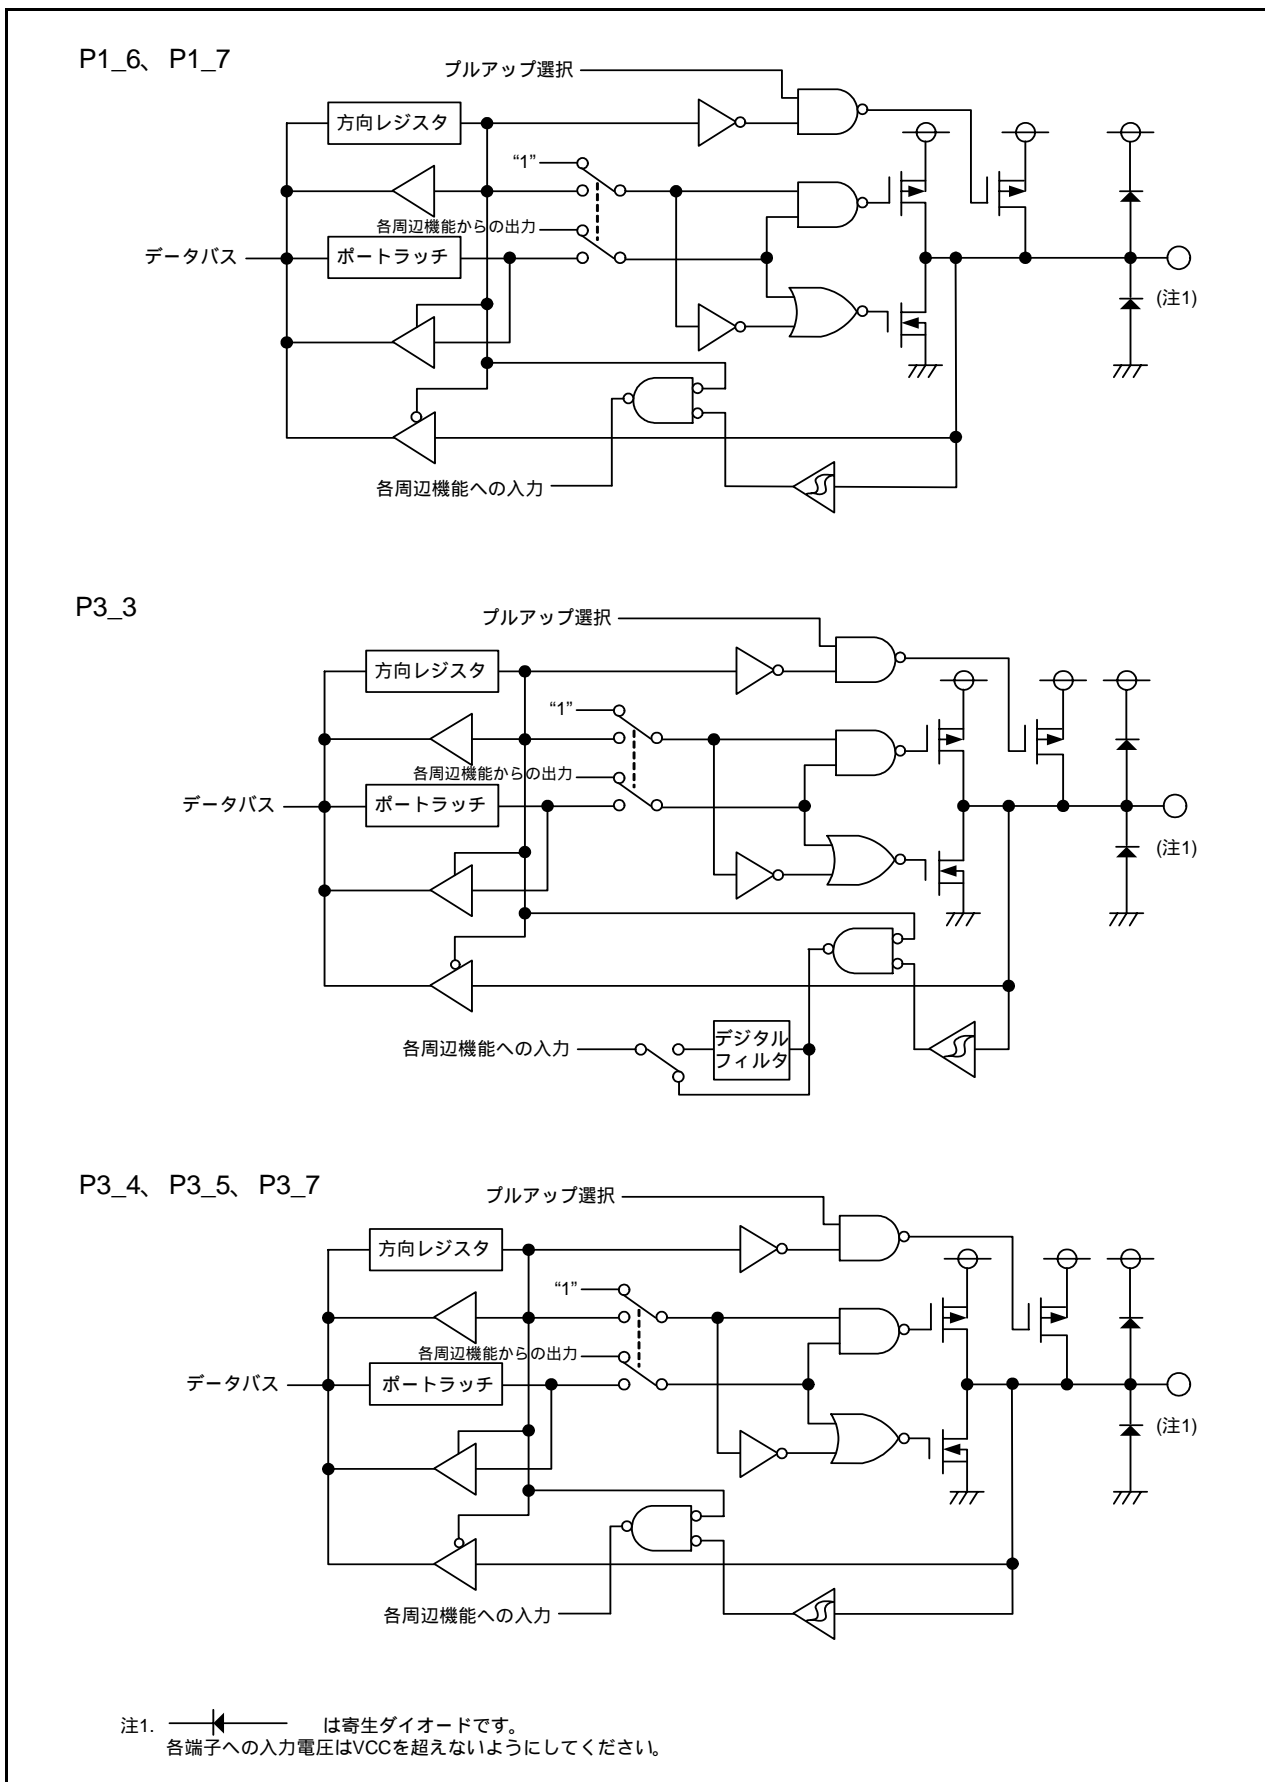 P1_6、P1_7
プルアップ選択
方向レジスタ
“1”
各周辺機能からの出力
データバス
ポートラッチ
(注1)
各周辺機能への入力
P3_3
プルアップ選択
方向レジスタ
“1”
各周辺機能からの出力
データバス
ポートラッチ
(注1)
各周辺機能への入力
デジタル
フィルタ
P3_4、P3_5、P3_7
プルアップ選択
方向レジスタ
“1”
各周辺機能からの出力
データバス
ポートラッチ
(注1)
各周辺機能への入力
注1. は寄生ダイオードです。
各端子への入力電圧はVCCを超えないようにしてください。